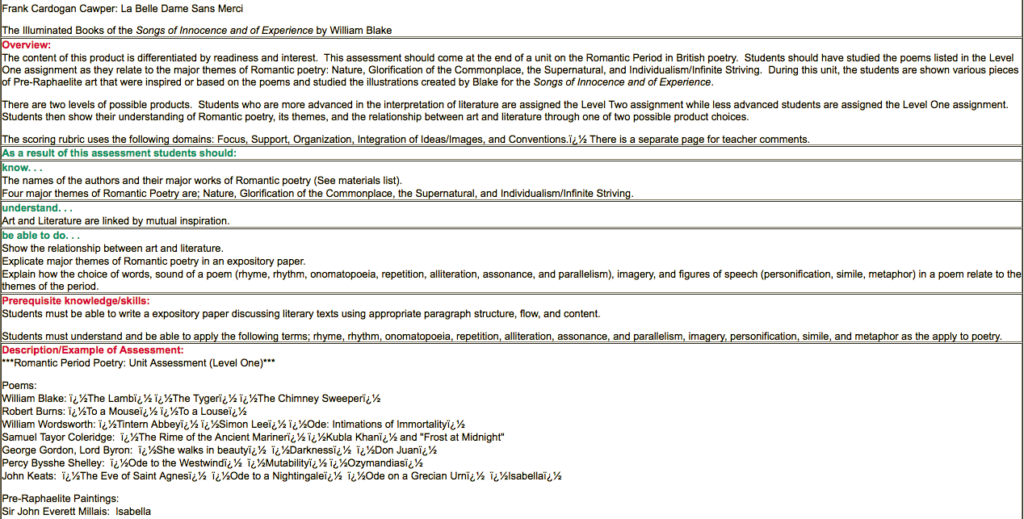 Frank Cardogan Cawper: La Belle Dame Sans Merci
The Illuminated Books of the Songs of Innocence and of Experience by William Blake
Overview:
The content of this product is differentiated by readiness and interest. This assessment should come at the end of a unit on the Romantic Period in British poetry. Students should have studied the poems listed in the Level
One assignment as they relate to the major themes of Romantic poetry: Nature, Glorification of the Commonplace, the Supernatural, and Individualism/Infinite Striving. During this unit, the students are shown various pieces
of Pre-Raphaelite art that were inspired or based on the poems and studied the illustrations created by Blake for the Songs of Innocence and of Experience.
There are two levels of possible products. Students who are more advanced in the interpretation of literature are assigned the Level Two assignment while less advanced students are assigned the Level One assignment.
Students then show their understanding of Romantic poetry, its themes, and the relationship between art and literature through one of two possible product choices.
The scoring rubric uses the following domains: Focus, Support, Organization, Integration of Ideas/Images, and Conventions.ï¿½ There is a separate page for teacher comments.
As a result of this assessment students should:
know. . .
The names of the authors and their major works of Romantic poetry (See materials list).
Four major themes of Romantic Poetry are; Nature, Glorification of the Commonplace, the Supernatural, and Individualism/Infinite Striving.
understand. . .
Art and Literature are linked by mutual inspiration.
be able to do. . .
Show the relationship between art and literature.
Explicate major themes of Romantic poetry in an expository paper.
Explain how the choice of words, sound of a poem (rhyme, rhythm, onomatopoeia, repetition, alliteration, assonance, and parallelism), imagery, and figures of speech (personification, simile, metaphor) in a poem relate to the
themes of the period.
Prerequisite knowledge/skills:
Students must be able to write a expository paper discussing literary texts using appropriate paragraph structure, flow, and content.
Students must understand and be able to apply the following terms; rhyme, rhythm, onomatopoeia, repetition, alliteration, assonance, and parallelism, imagery, personification, simile, and metaphor as the apply to poetry.
Description/Example of Assessment:
***Romantic Period Poetry: Unit Assessment (Level One)***
Poems:
William Blake: ï¿½The Lambï¿½ ï¿½The Tygerï¿½ ï¿½The Chimney Sweeperï¿½
Robert Burns: ï¿½To a Mouseï¿½ ï¿½To a Louseï¿½
William Wordsworth: ï¿½Tintern Abbeyï¿½ ï¿½Simon Leeï¿½ ï¿½Ode: Intimations of Immortalityï¿½
Samuel Tayor Coleridge: ï¿½The Rime of the Ancient Marinerï¿½ ï¿½Kubla Khanï¿½ and "Frost at Midnight"
George Gordon, Lord Byron: ï¿½She walks in beautyï¿½ ï¿½Darknessï¿½ ï¿½Don Juanï¿½
Percy Bysshe Shelley: ï¿½Ode to the Westwindï¿½ ï¿½Mutabilityï¿½ ï¿½Ozymandiasï¿½
John Keats: ï¿½The Eve of Saint Agnesï¿½ ï¿½Ode to a Nightingaleï¿½ ï¿½Ode on a Grecian Urnï¿½ ï¿½Isabellaï¿½
Pre-Raphaelite Paintings:
Sir John Everett Millais: Isabella